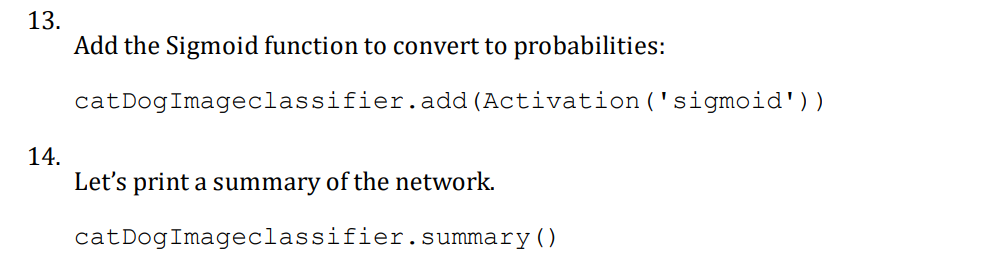 13.
Add the Sigmoid function to convert to probabilities:
catDogImageclassifier.add(Activation('sigmoid'))
14.
Let’s print a summary of the network.
catDogImageclassifier.summary()